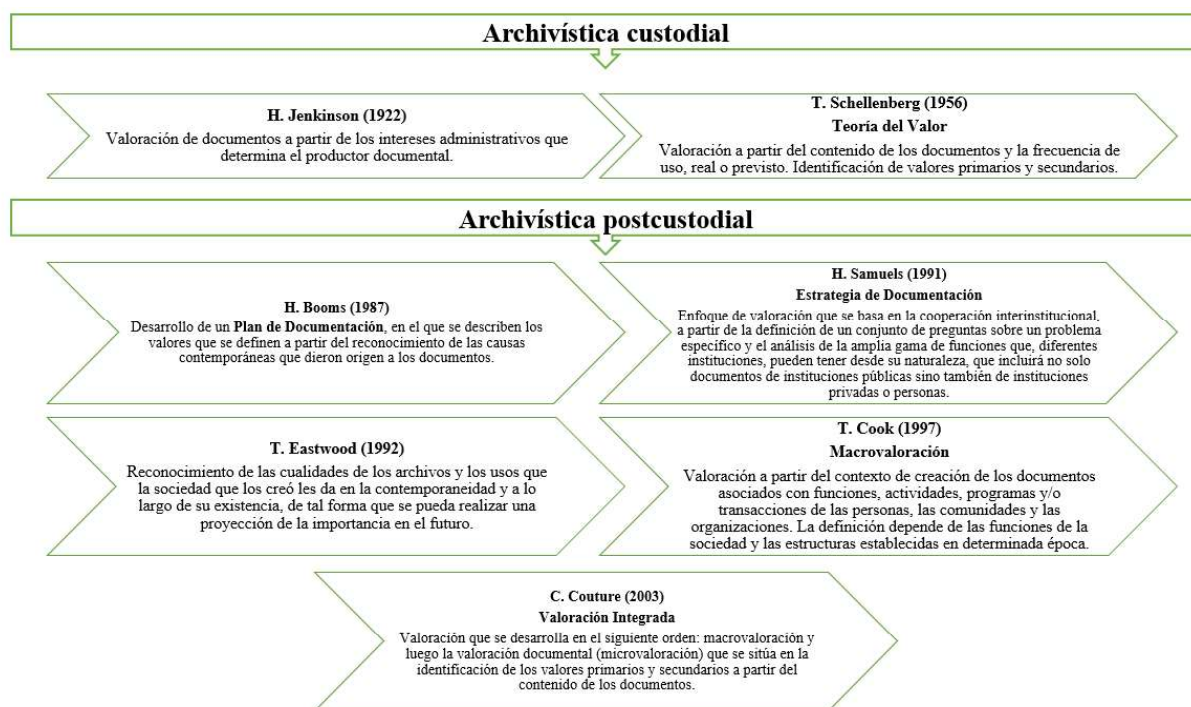 Archivística custodial
H. Jenkinson (1922)
Valoración de documentos a partir de los intereses administrativos que
determina el productor documental.
T. Schellenberg (1956)
Teoría del Valor
Valoración a partir del contenido de los documentos y la frecuencia de
uso, real o previsto. Identificación de valores primarios y secundarios.
Archivística postcustodial
H. Booms (1987)
Desarrollo de un Plan de Documentación, en el que se describen los
valores que se definen a partir del reconocimiento de las causas
contemporáneas que dieron origen a los documentos.
H. Samuels (1991)
Estrategia de Documentación
Enfoque de valoración que se basa en la cooperación interinstitucional,
a partir de la definición de un conjunto de preguntas sobre un problema
específico y el análisis de la amplia gama de funciones que, diferentes
instituciones, pueden tener desde su naturaleza, que incluirá no solo
documentos de instituciones públicas sino también de instituciones
privadas o personas.
T. Eastwood (1992)
Reconocimiento de las cualidades de los archivos y los usos que
la sociedad que los creó les da en la contemporaneidad y a lo
largo de su existencia, de tal forma que se pueda realizar una
proyección de la importancia en el futuro.
T. Cook (1997)
Macrovaloración
Valoración a partir del contexto de creación de los documentos
asociados con funciones, actividades, programas y/o
transacciones de las personas, las comunidades y las
organizaciones. La definición depende de las funciones de la
sociedad y las estructuras establecidas en determinada época.
C. Couture (2003)
Valoración Integrada
Valoración que se desarrolla en el siguiente orden: macrovaloración y
luego la valoración documental (microvaloración) que se sitúa en la
identificación de los valores primarios y secundarios a partir del
contenido de los documentos.